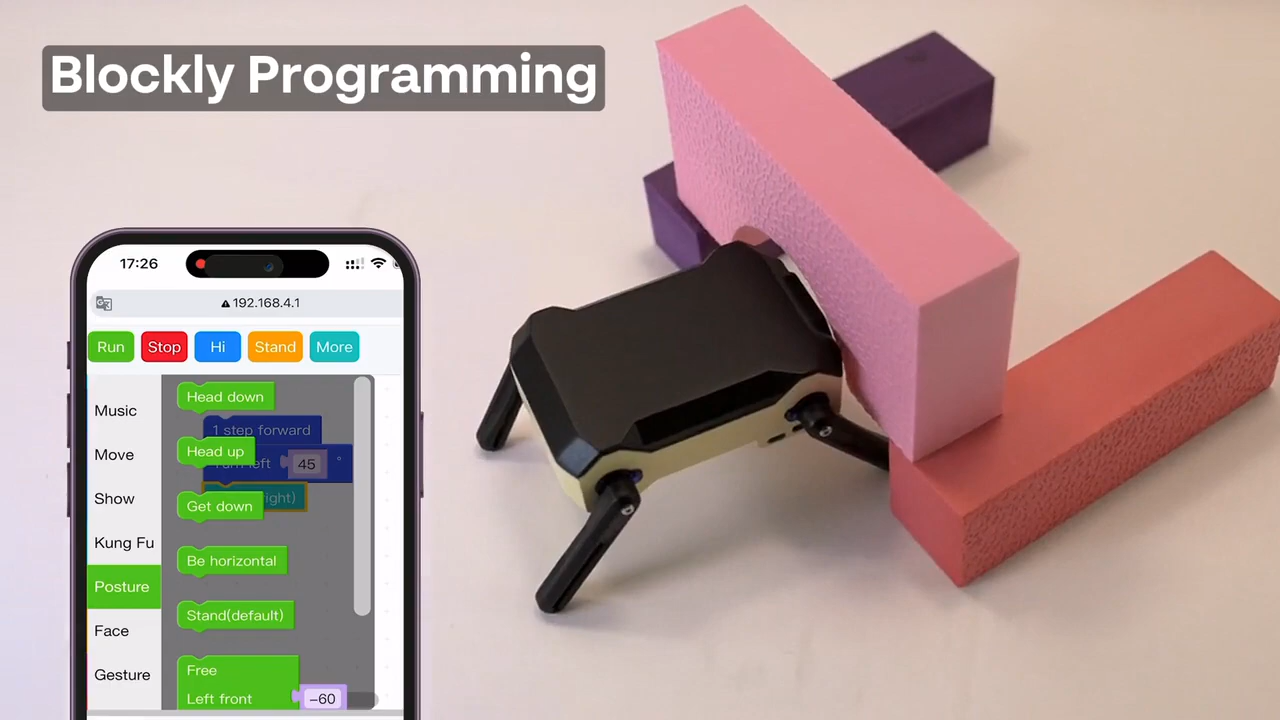 Blockly Programming
17:26
192.168.4.1
Run Stop Hi Stand More
Music
Move
Show
Kung Fu
Posture
Face
Gesture
Head down
1 step forward
Head up
left 45 °
Get down
ight)
Be horizontal
Stand(default)
Free
Left front -60